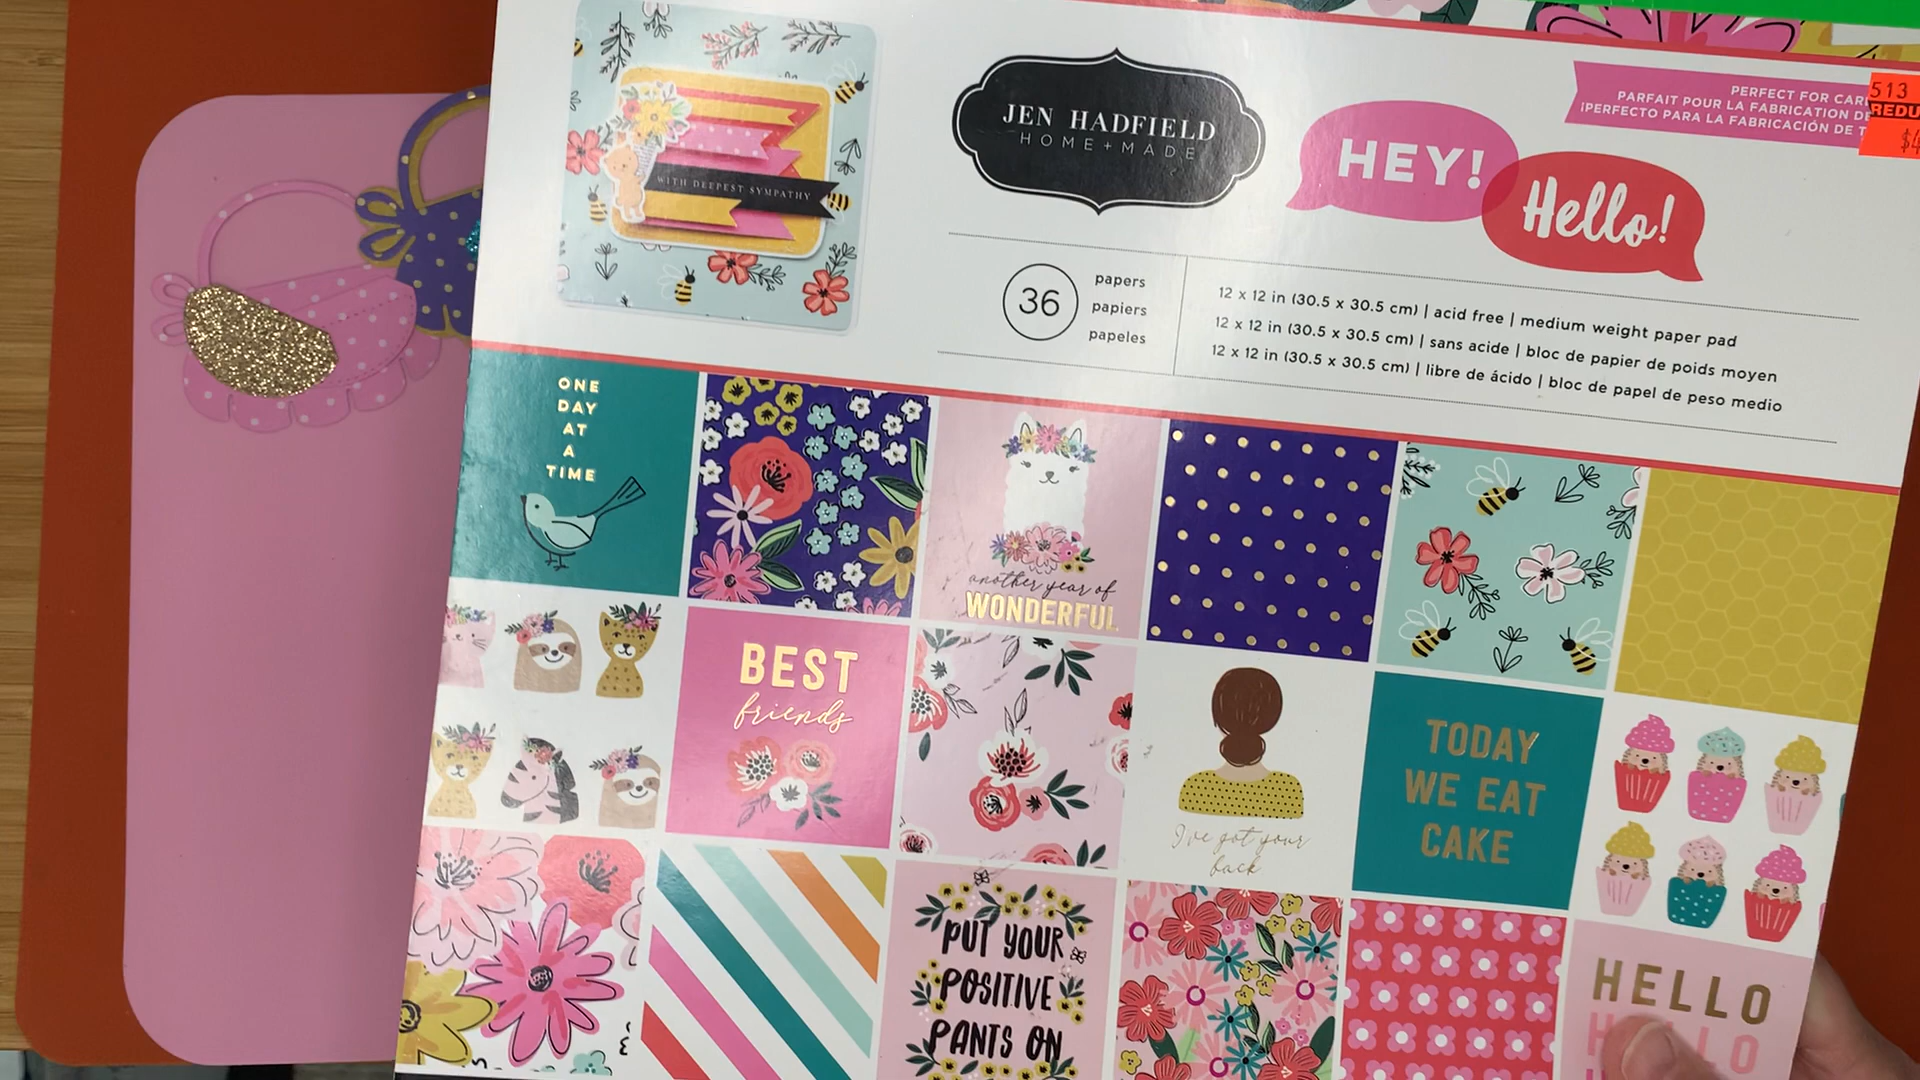 WITH DEEPEST SYMPATHY
JEN HADFIELD
HOME+MADE
HEY!
Hello!
PERFECT FOR
PARFAIT POUR LA FABRICATION
¡PERFECTO PARA LA FABRICACIÓN DE
513
36
papers
papiers
papeles
12 x 12 in (30.5 x 30.5 cm) | acid free | medium weight paper pad
12 x 12 in (30.5 x 30.5 cm) | sans acide | bloc de papier de poids moyen
12 x 12 in (30.5 x 30.5 cm) | libre de ácido | bloc de papel de peso medio
ONE
DAY
AT
A
TIME
another year of
WONDERFUL
BEST
friends
I've got your
back
TODAY
WE EAT
CAKE
PUT YOUR
POSITIVE
PANTS ON
HELLO